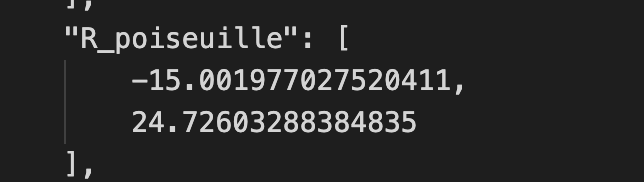 ],
"R_poiseuille": [
-15.001977027520411,
24.72603288384835
],